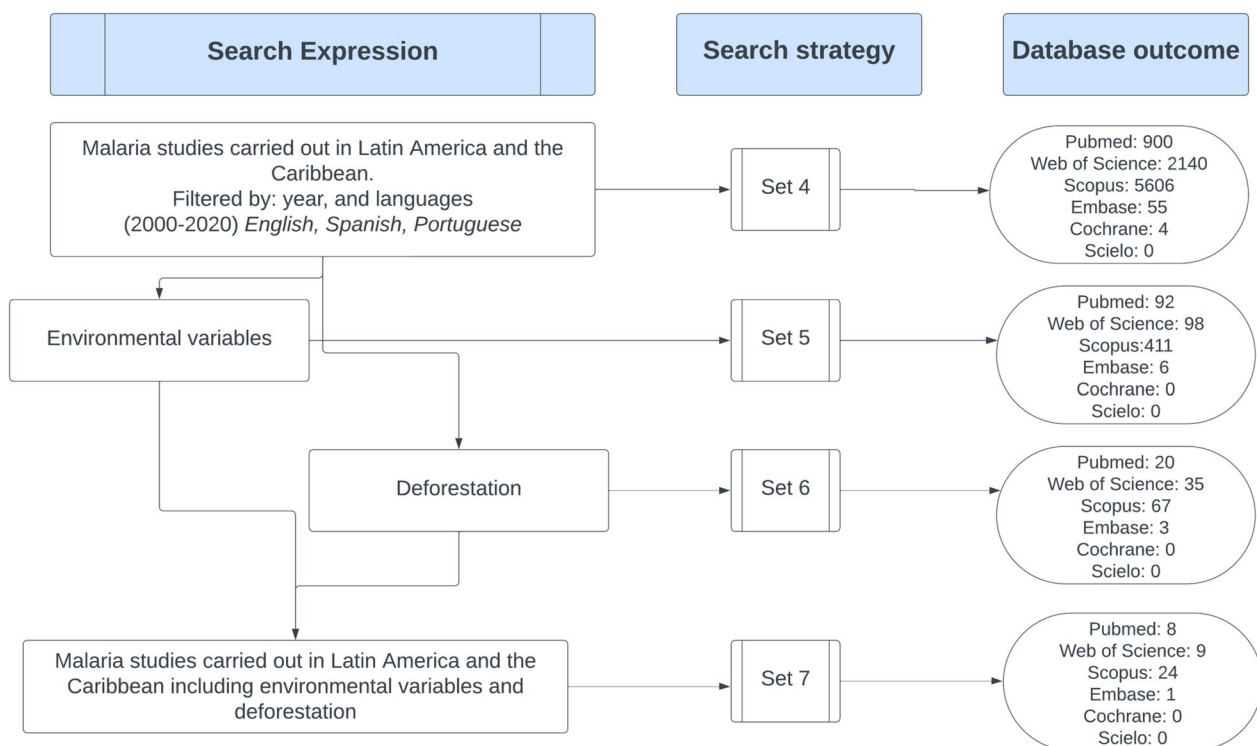 Search Expression
Search strategy
Database outcome
Malaria studies carried out in Latin America and the
Caribbean.
Filtered by: year, and languages
(2000-2020) English, Spanish, Portuguese
Set 4
Pubmed: 900
Web of Science: 2140
Scopus: 5606
Embase: 55
Cochrane: 4
Scielo: 0
Environmental variables
Set 5
Pubmed: 92
Web of Science: 98
Scopus:411
Embase: 6
Cochrane: 0
Scielo: 0
Deforestation
Set 6
Pubmed: 20
Web of Science: 35
Scopus: 67
Embase: 3
Cochrane: 0
Scielo: 0
Malaria studies carried out in Latin America and the
Caribbean including environmental variables and
deforestation
Set 7
Pubmed: 8
Web of Science: 9
Scopus: 24
Embase: 1
Cochrane: 0
Scielo: 0